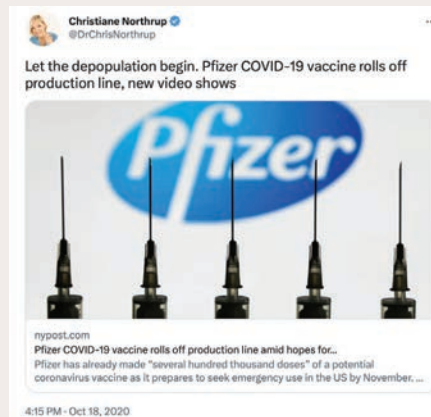 Christiane Northrup
@DrChrisNorthrup
Let the depopulation begin. Pfizer COVID-19 vaccine rolls off
production line, new video shows
Pfizer
nypost.com
Pfizer COVID-19 vaccine rolls off production line amid hopes for...
Pfizer has already made "several hundred thousand doses" of a potential
coronavirus vaccine as it prepares to seek emergency use in the US by November. ...
4:15 PM · Oct 18, 2020